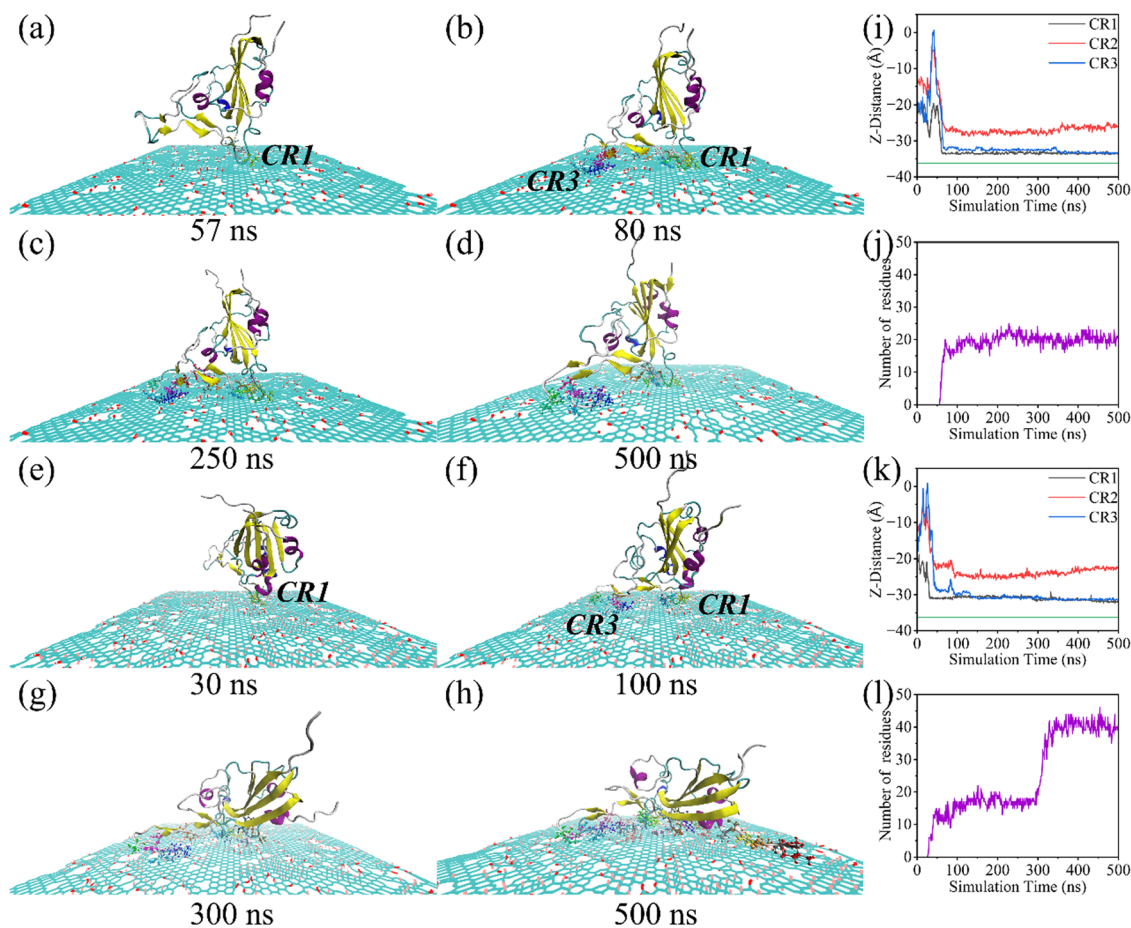 (a)
CR1
57 ns
(b)
CR3
CR1
80 ns
(i)
CR1
CR2
CR3
Z-Distance (Å)
0
−10
−20
−30
−40
0 100 200 300 400 500
Simulation Time (ns)
(c)
250 ns
(d)
500 ns
(j)
Number of residues
50
40
30
20
10
0
0 100 200 300 400 500
Simulation Time (ns)
(e)
CR1
30 ns
(f)
CR3
CR1
100 ns
(k)
CR1
CR2
CR3
Z-Distance (Å)
0
−10
−20
−30
−40
0 100 200 300 400 500
Simulation Time (ns)
(g)
300 ns
(h)
500 ns
(l)
Number of residues
50
40
30
20
10
0
0 100 200 300 400 500
Simulation Time (ns)